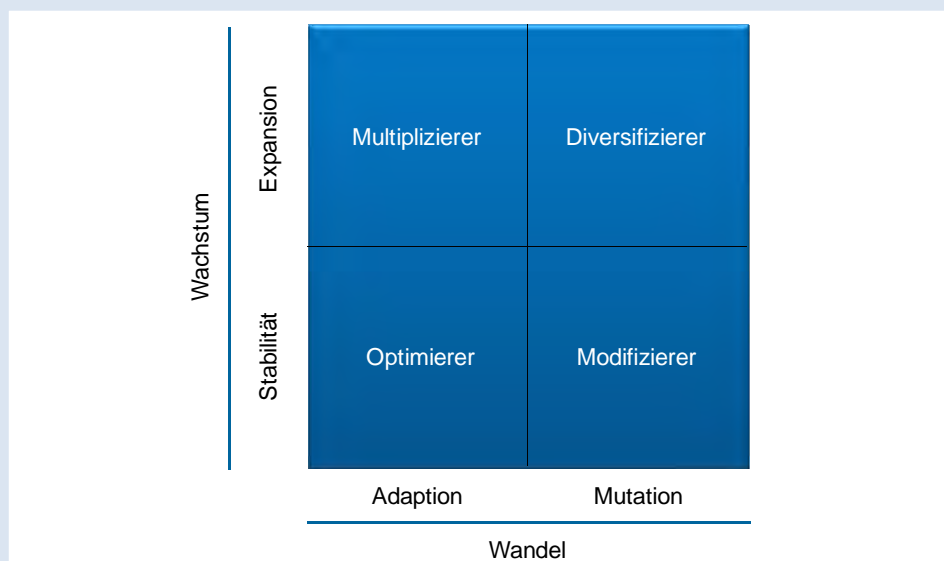 Wachstum
Expansion
Multiplizierer
Diversifizierer
Stabilität
Optimierer
Modifizierer
Adaption
Mutation
Wandel